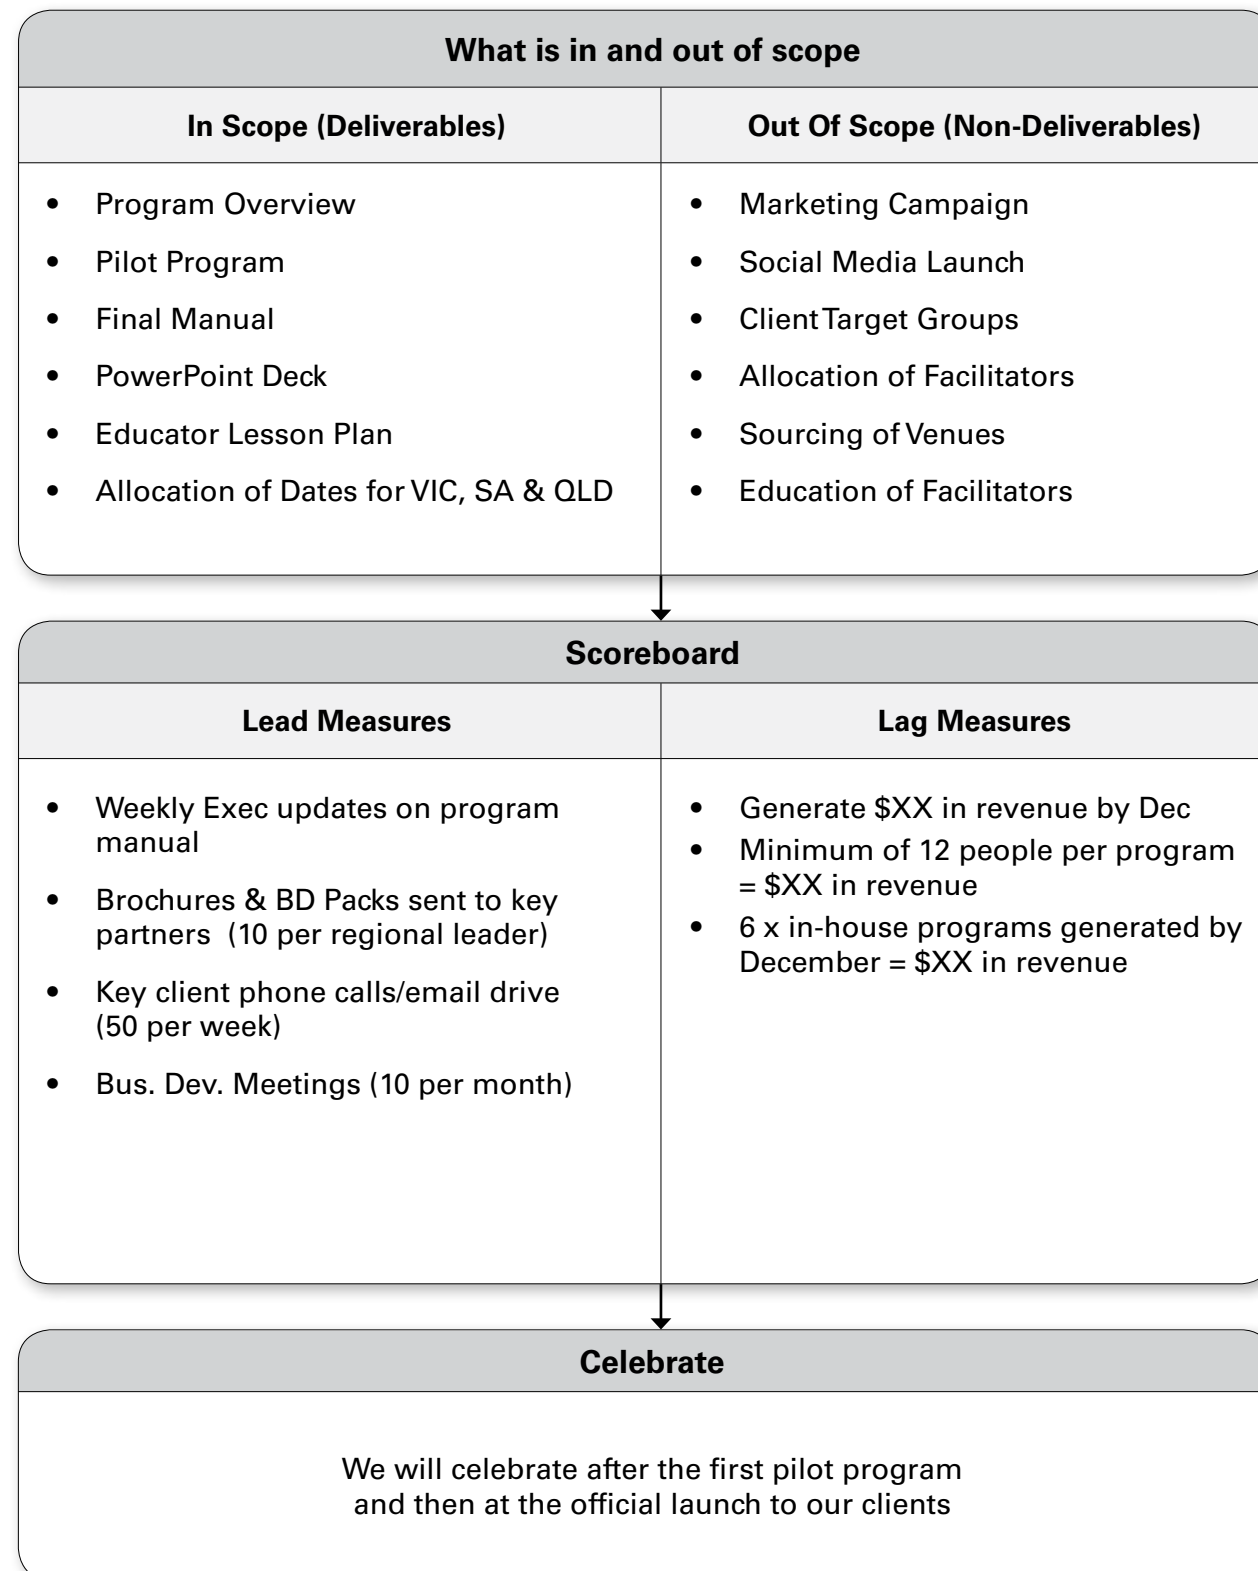 What is in and out of scope
In Scope (Deliverables)
• Program Overview
• Pilot Program
• Final Manual
• PowerPoint Deck
• Educator Lesson Plan
• Allocation of Dates for VIC, SA & QLD
Out Of Scope (Non-Deliverables)
• Marketing Campaign
• Social Media Launch
• Client Target Groups
• Allocation of Facilitators
• Sourcing of Venues
• Education of Facilitators
Scoreboard
Lead Measures
• Weekly Exec updates on program
manual
• Brochures & BD Packs sent to key
partners (10 per regional leader)
• Key client phone calls/email drive
(50 per week)
• Bus. Dev. Meetings (10 per month)
Lag Measures
• Generate $XX in revenue by Dec
• Minimum of 12 people per program
= $XX in revenue
• 6 x in-house programs generated by
December = $XX in revenue
Celebrate
We will celebrate after the first pilot program
and then at the official launch to our clients